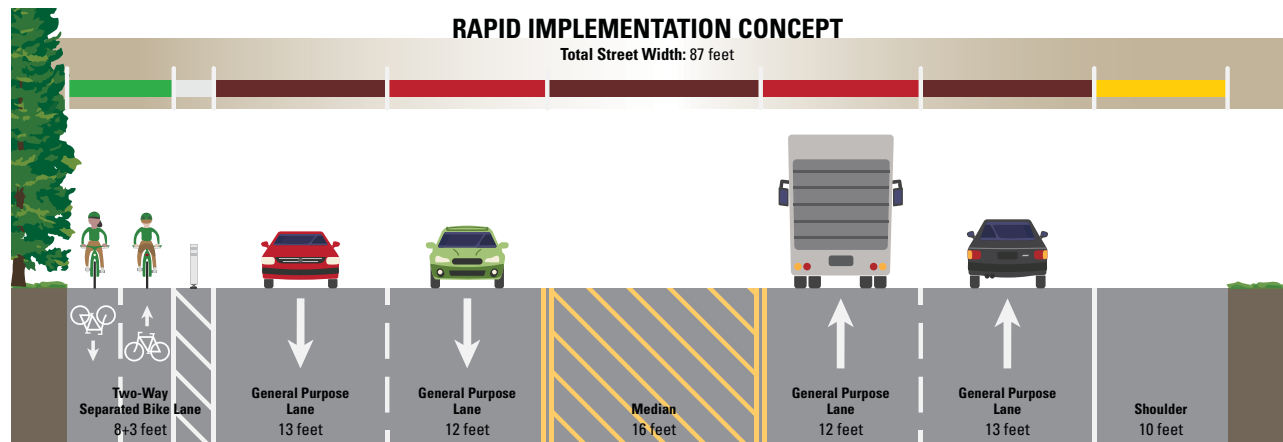 RAPID IMPLEMENTATION CONCEPT
Total Street Width: 87 feet
Two-Way
Separated Bike Lane
8+3 feet
General Purpose
Lane
13 feet
General Purpose
Lane
12 feet
Median
16 feet
General Purpose
Lane
12 feet
General Purpose
Lane
13 feet
Shoulder
10 feet